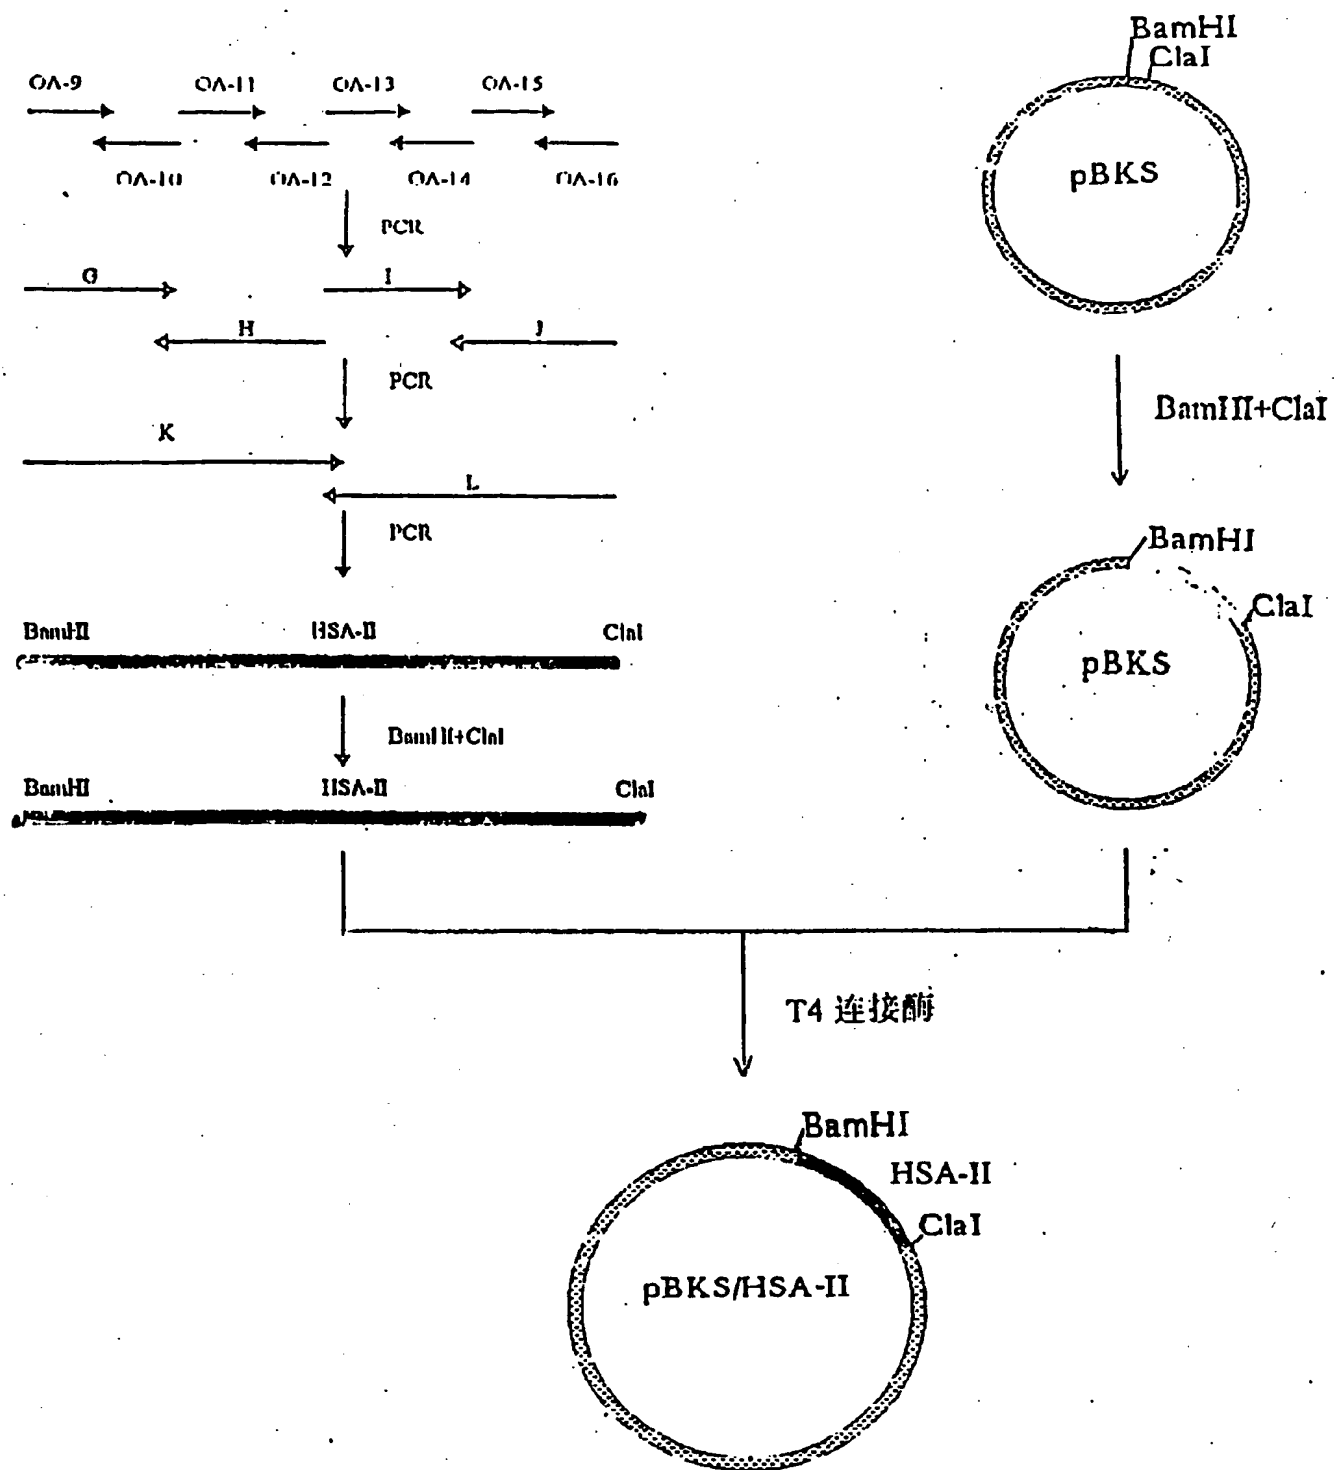 BamHI
ClaI
OA-9 OA-11 OA-13 OA-15
OA-10 OA-12 OA-14 OA-16
pBKS
PCR
G I
H J
PCR
BamHI+ClaI
K
L
PCR
BamHI
ClaI
BamHI HSA-II ClaI
pBKS
BamHI+ClaI
BamHI HSA-II ClaI
T4 连接酶
BamHI
HSA-II
ClaI
pBKS/HSA-II